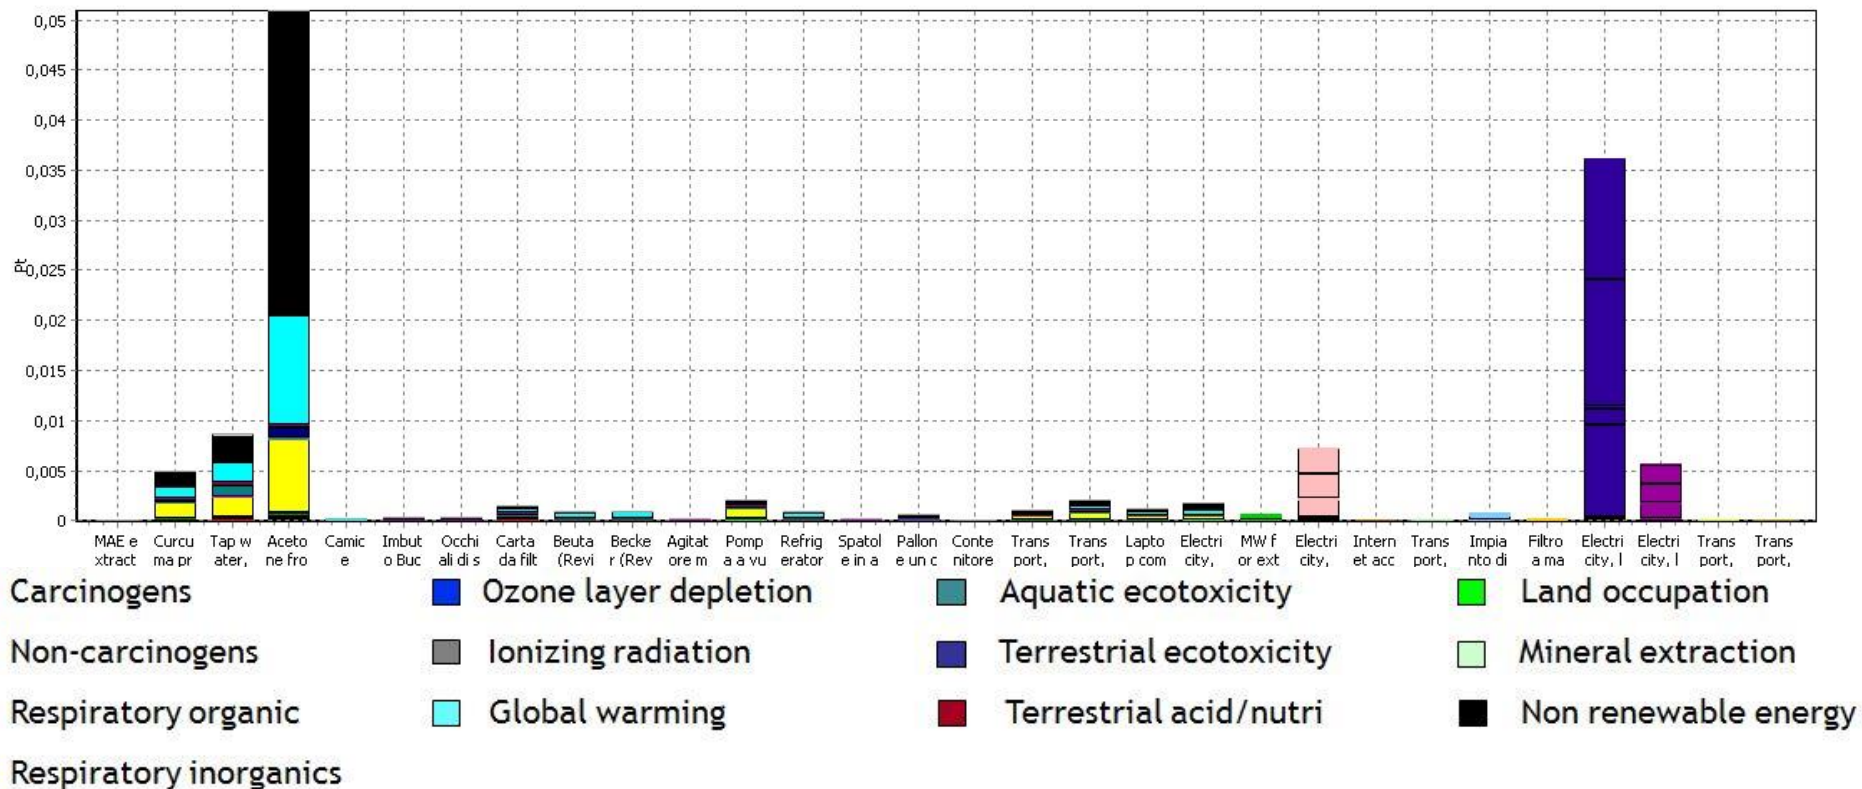 0,05
0,045
0,04
0,035
0,03
0,025
0,02
0,015
0,01
0,005
0
Pt
MAE e
xtract
Curcu
ma pr
Tap w
ater,
Aceto
ne fro
Camic
e
Imbut
o Buc
Occhi
ali di s
Carta
da filt
Beuta
(Revi
Becke
r (Rev
Agitat
ore m
Pomp
a a vu
Refrig
erator
Spatol
e in a
Pallon
e un c
Conte
nitore
Trans
port,
Trans
port,
Lapto
p com
Electri
city,
MW f
or ext
Electri
city,
Intern
et acc
Trans
port,
Impia
nto di
Filtro
a ma
Electri
city, l
Electri
city, l
Trans
port,
Trans
port,
Carcinogens Ozone layer depletion Aquatic ecotoxicity Land occupation
Non-carcinogens Ionizing radiation Terrestrial ecotoxicity Mineral extraction
Respiratory organic Global warming Terrestrial acid/nutri Non renewable energy
Respiratory inorganics